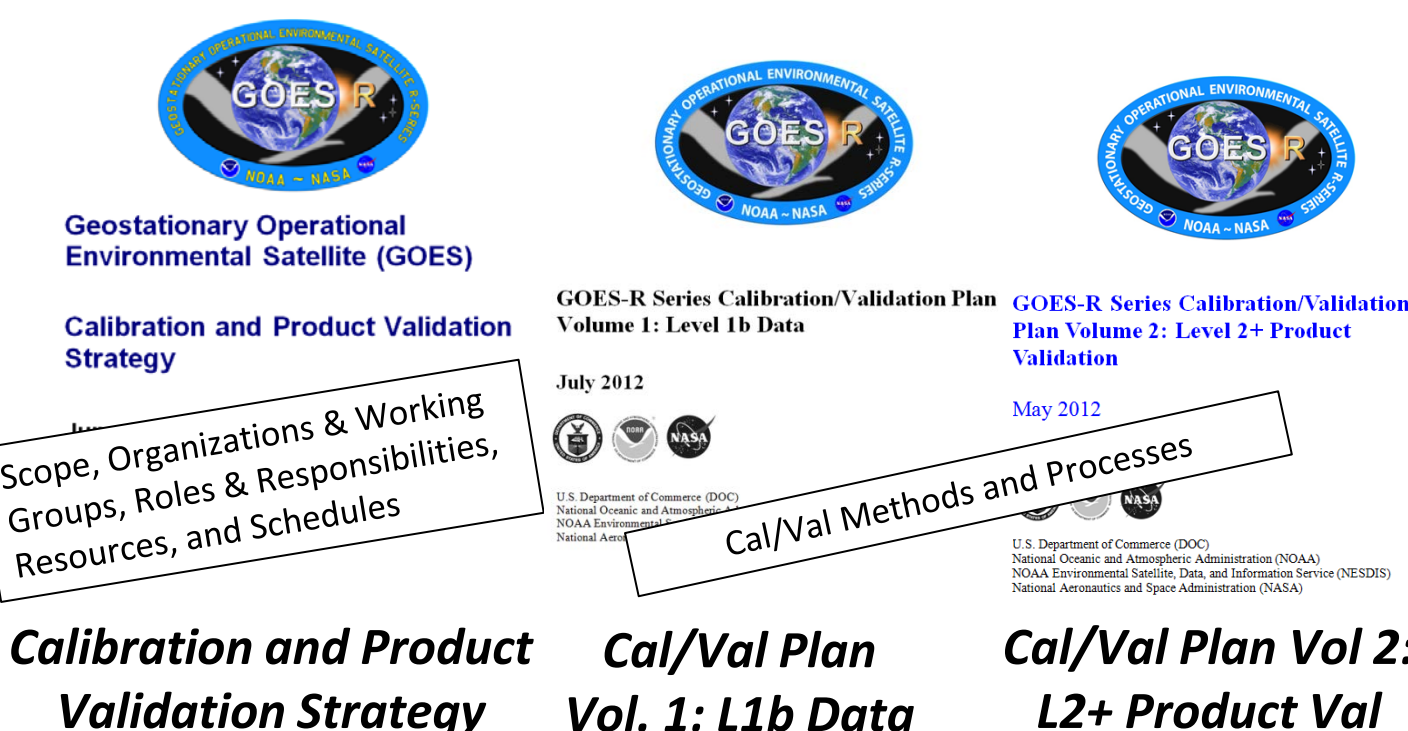 GEOSTATIONARY OPERATIONAL ENVIRONMENTAL SATELLITE R-SERIES
GOES R
NOAA ~ NASA
Geostationary Operational
Environmental Satellite (GOES)
Calibration and Product Validation
Strategy
Scope, Organizations & Working
Groups, Roles & Responsibilities,
Resources, and Schedules
Calibration and Product
Validation Strategy
GEOSTATIONARY OPERATIONAL ENVIRONMENTAL SATELLITE R-SERIES
GOES R
NOAA ~ NASA
NASA
GOES-R Series Calibration/Validation Plan
Volume 1: Level 1b Data
July 2012
NOAA
NASA
U.S. Department of Commerce (DOC)
National Oceanic and Atmospheric
NOAA Environmental
National
Cal/Val Methods and Processes
Cal/Val Plan
Vol. 1: L1b Data
GEOSTATIONARY OPERATIONAL ENVIRONMENTAL SATELLITE R-SERIES
GOES R
NOAA ~ NASA
NASA
GOES-R Series Calibration/Validation
Plan Volume 2: Level 2+ Product
Validation
May 2012
NASA
U.S. Department of Commerce (DOC)
National Oceanic and Atmospheric Administration (NOAA)
NOAA Environmental Satellite, Data, and Information Service (NESDIS)
National Aeronautics and Space Administration (NASA)
Cal/Val Plan Vol 2:
L2+ Product Val